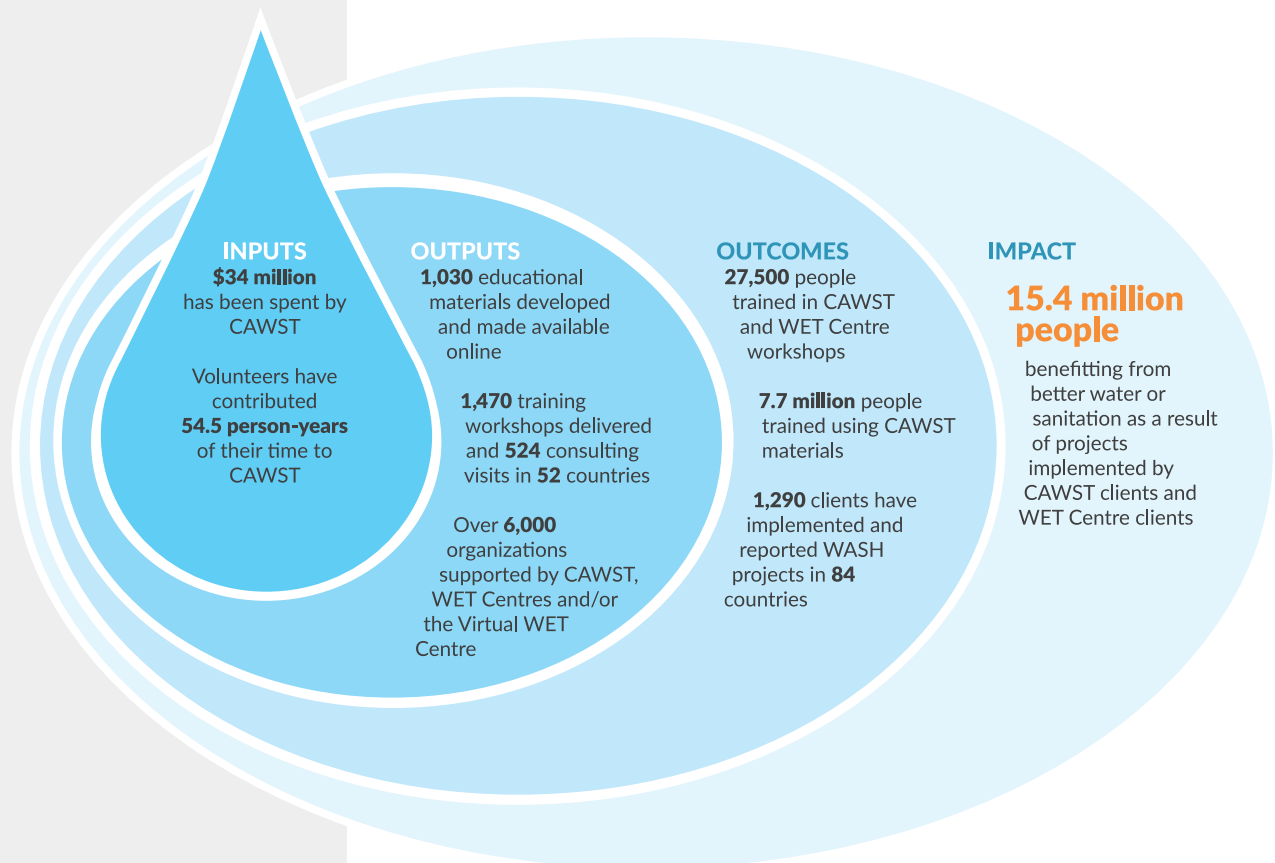 INPUTS
$34 million
has been spent by
CAWST
Volunteers have
contributed
54.5 person-years
of their time to
CAWST
OUTPUTS
1,030 educational
materials developed
and made available
online
1,470 training
workshops delivered
and 524 consulting
visits in 52 countries
Over 6,000
organizations
supported by CAWST,
WET Centres and/or
the Virtual WET
Centre
OUTCOMES
27,500 people
trained in CAWST
and WET Centre
workshops
7.7 million people
trained using CAWST
materials
1,290 clients have
implemented and
reported WASH
projects in 84
countries
IMPACT
15.4 million
people
benefitting from
better water or
sanitation as a result
of projects
implemented by
CAWST clients and
WET Centre clients